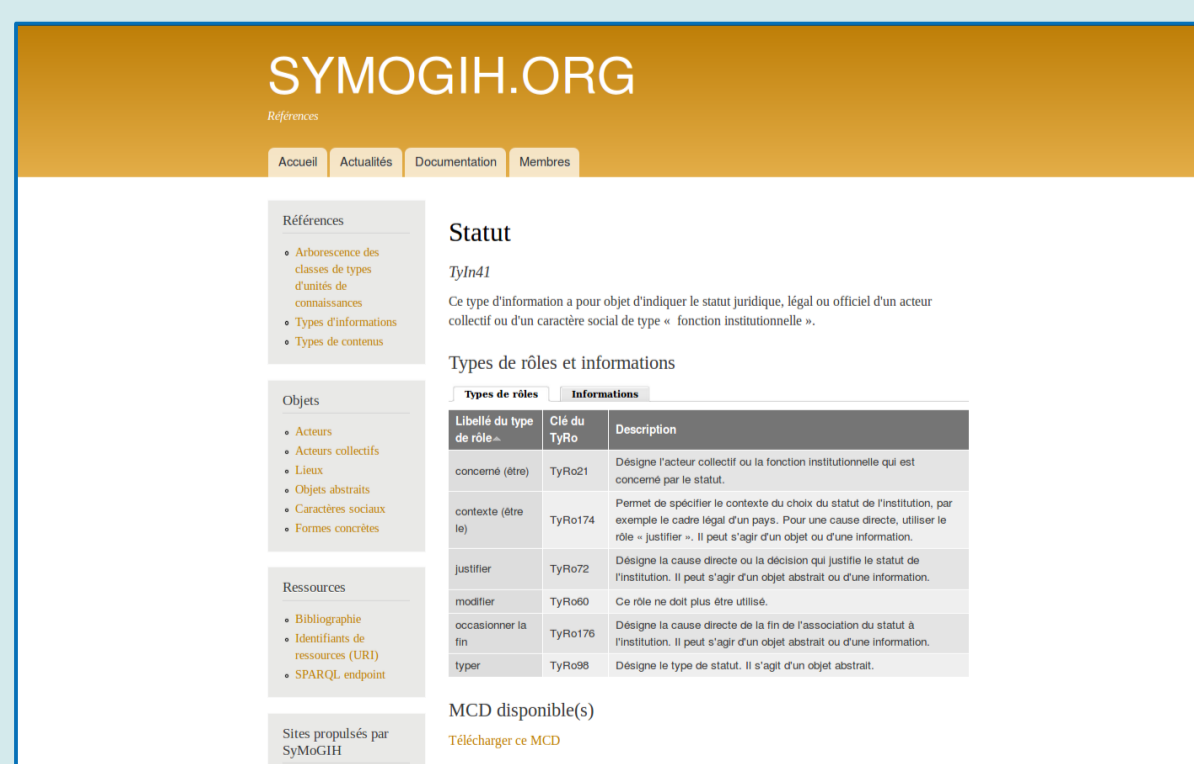 SYMOGIH.ORG
Références
Accueil Actualités Documentation Membres
Références
Arborescence des
classes de types
d'unités de
connaissances
Types d'informations
Types de contenus
Objets
Acteurs
Acteurs collectifs
Lieux
Objets abstraits
Caractères sociaux
Formes concrètes
Ressources
Bibliographie
Identifiants de
ressources (URI)
SPARQL endpoint
Sites propulsés par
SyMoGIH
Statut
TyIn41
Ce type d'information a pour objet d'indiquer le statut juridique, légal ou officiel d'un acteur
collectif ou d'un caractère social de type « fonction institutionnelle ».
Types de rôles et informations
Types de rôles Informations
Libellé du type
de rôle
Clé du
TyRo
Description
concerné (être)
TyRo21
Désigne l'acteur collectif ou la fonction institutionnelle qui est
concerné par le statut.
contexte (être
le)
TyRo174
Permet de spécifier le contexte du choix du statut de l'institution, par
exemple le cadre légal d'un pays. Pour une cause directe, utiliser le
rôle « justifier ». Il peut s'agir d'un objet ou d'une information.
justifier
TyRo72
Désigne la cause directe ou la décision qui justifie le statut de
l'institution. Il peut s'agir d'un objet abstrait ou d'une information.
modifier
TyRo60
Ce rôle ne doit plus être utilisé.
occasionner la
fin
TyRo176
Désigne la cause directe de la fin de l'association du statut à
l'institution. Il peut s'agir d'un objet abstrait ou d'une information.
typer
TyRo98
Désigne le type de statut. Il s'agit d'un objet abstrait.
MCD disponible(s)
Télécharger ce MCD